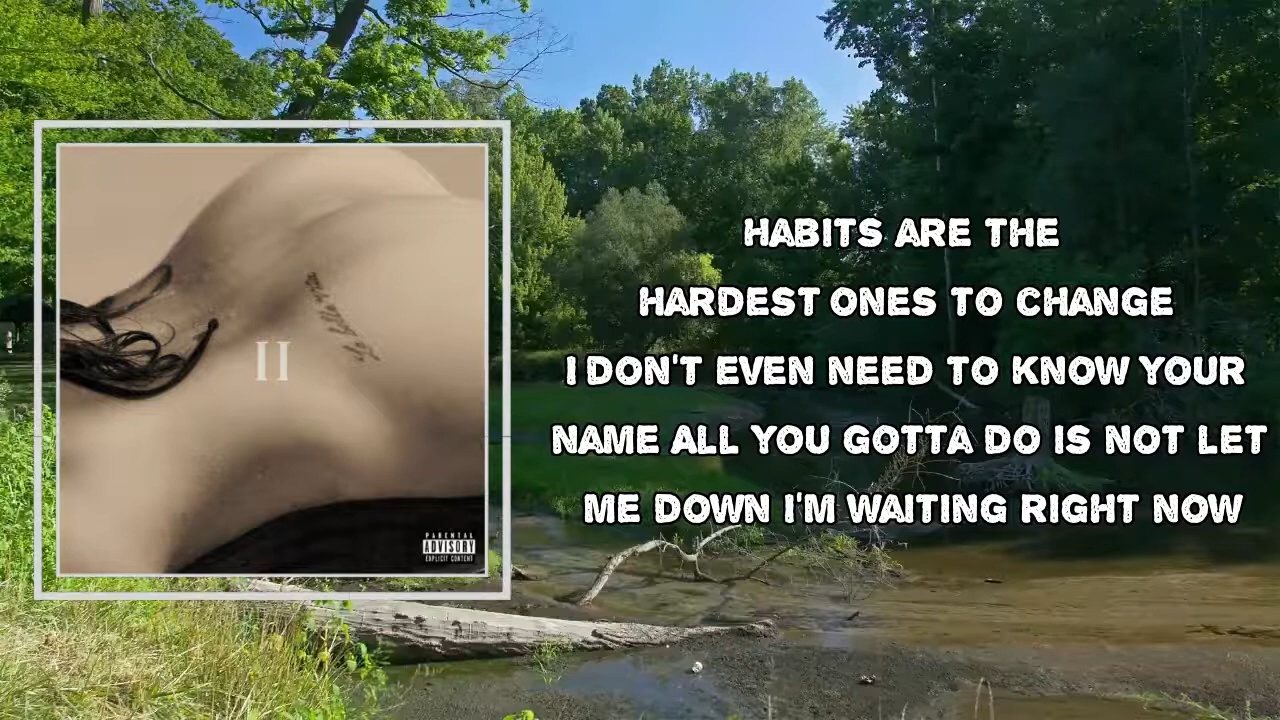 II
PARENTAL
ADVISORY
EXPLICIT CONTENT
HABITS ARE THE
HARDEST ONES TO CHANGE
I DON'T EVEN NEED TO KNOW YOUR
NAME ALL YOU GOTTA DO IS NOT LET
ME DOWN I'M WAITING RIGHT NOW